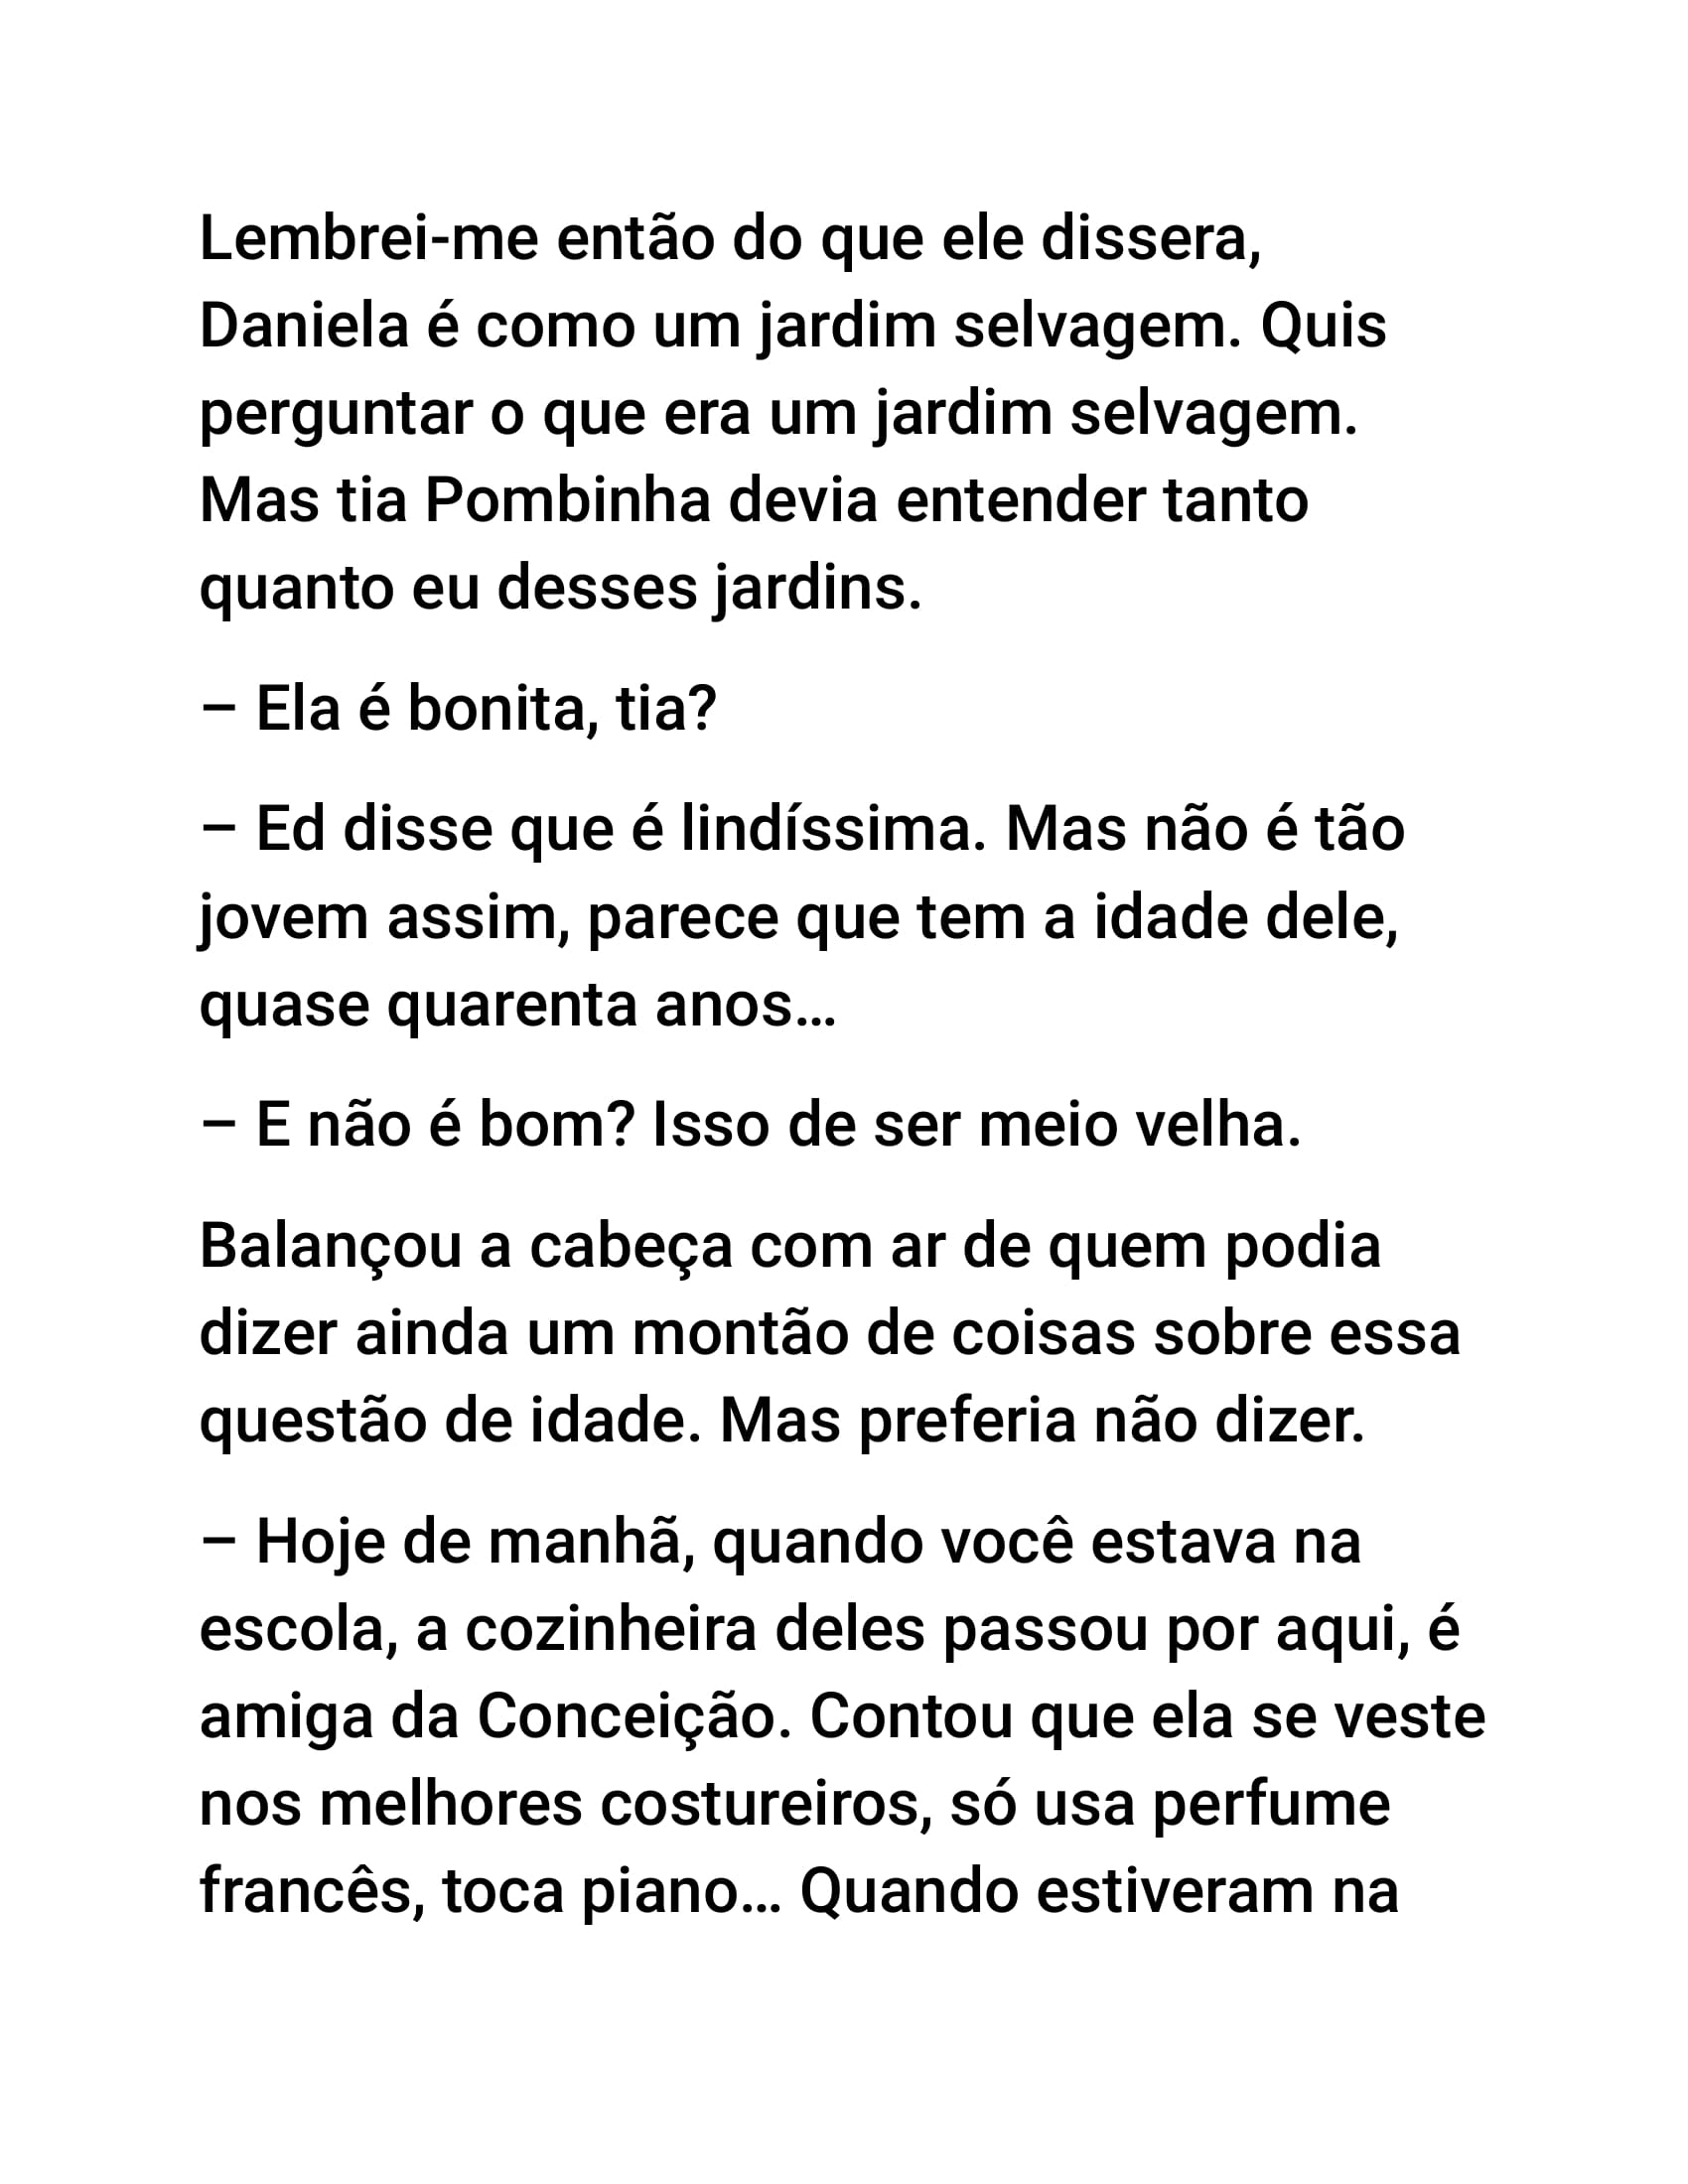 Lembrei-me então do que ele dissera,
Daniela é como um jardim selvagem. Quis
perguntar o que era um jardim selvagem.
Mas tia Pombinha devia entender tanto
quanto eu desses jardins.
– Ela é bonita, tia?
– Ed disse que é lindíssima. Mas não é tão
jovem assim, parece que tem a idade dele,
quase quarenta anos…
– E não é bom? Isso de ser meio velha.
Balançou a cabeça com ar de quem podia
dizer ainda um montão de coisas sobre essa
questão de idade. Mas preferia não dizer.
– Hoje de manhã, quando você estava na
escola, a cozinheira deles passou por aqui, é
amiga da Conceição. Contou que ela se veste
nos melhores costureiros, só usa perfume
francês, toca piano… Quando estiveram na